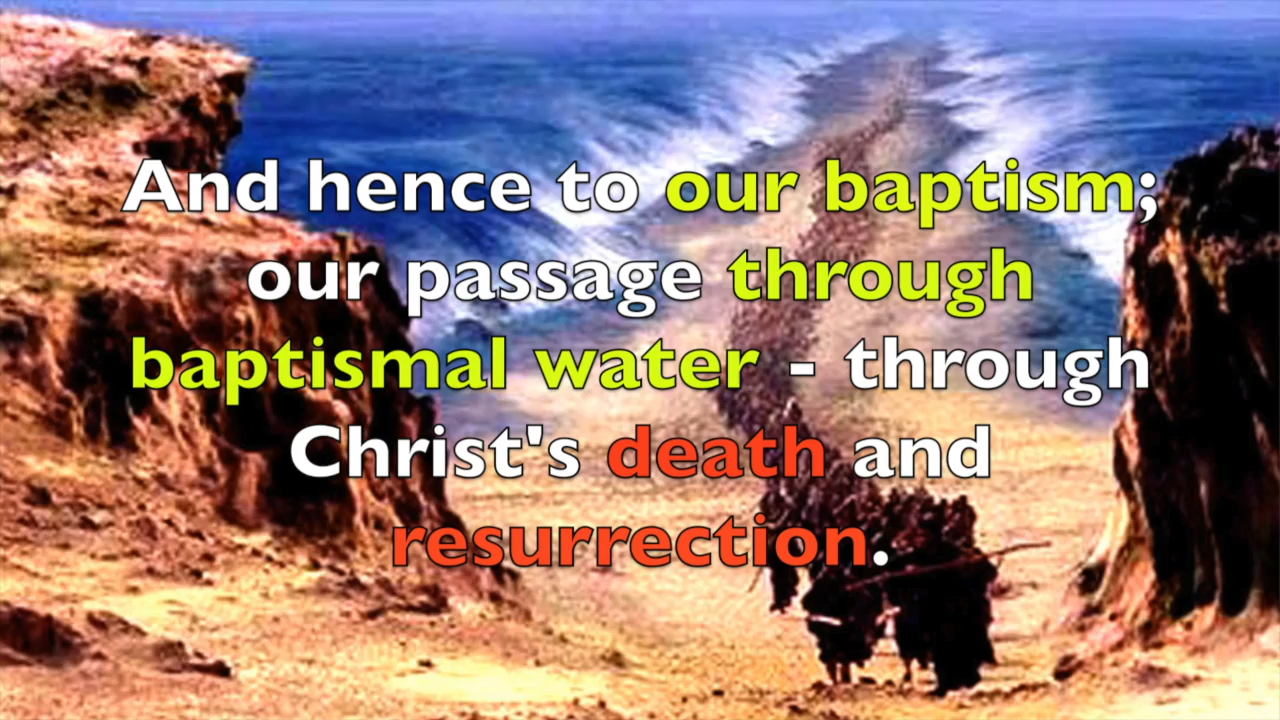 And hence to our baptism;
our passage through
baptismal water - through
Christ's death and
resurrection.